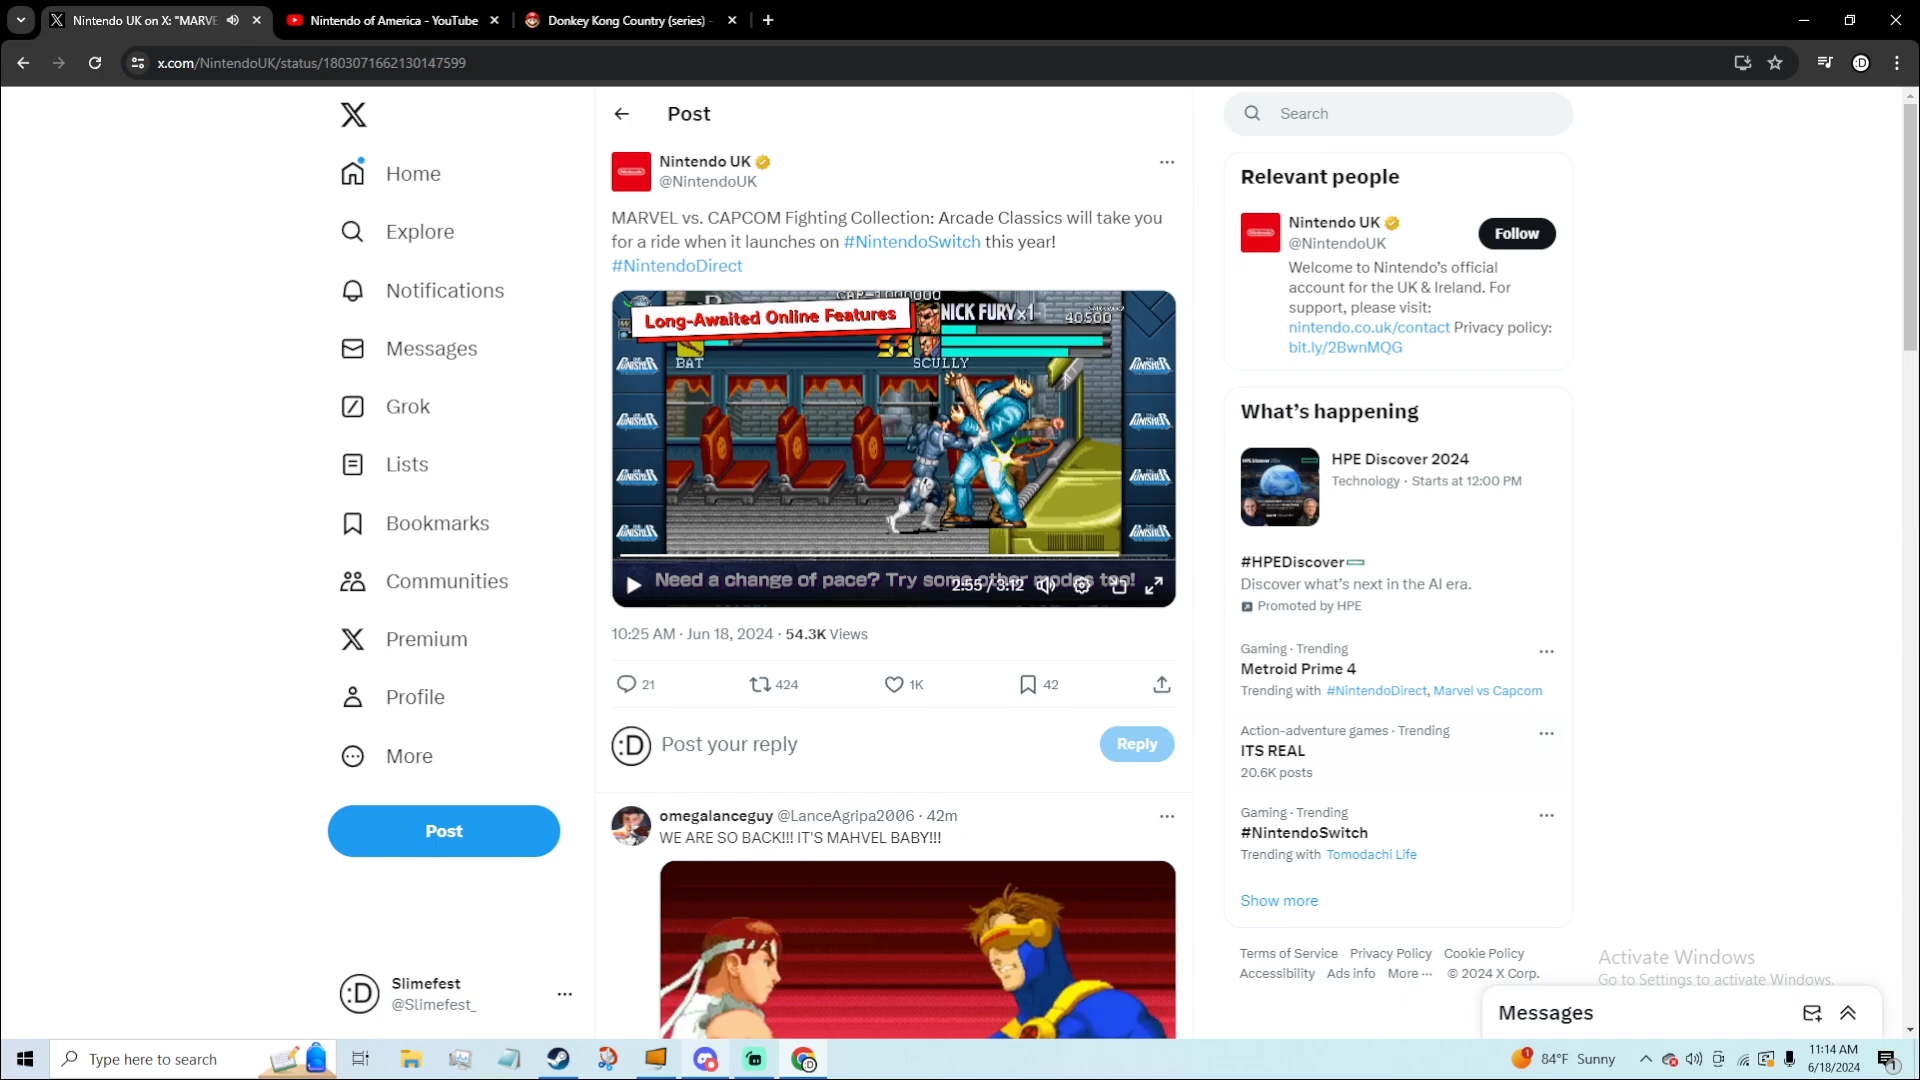 Nintendo UK on X: "MARVE
Nintendo of America - YouTube
Donkey Kong Country (series) -
x.com/NintendoUK/status/1803071662130147599
Home
Explore
Notifications
Messages
Grok
Lists
Bookmarks
Communities
Premium
Profile
More
Post
Slimefest
@Slimefest_
Post
Nintendo UK
@NintendoUK
MARVEL vs. CAPCOM Fighting Collection: Arcade Classics will take you
for a ride when it launches on #NintendoSwitch this year!
#NintendoDirect
CAP-1000000
Long-Awaited Online Features
NICK FURY x1
40500
53
BAT
SCULLY
PUNISHER
PUNISHER
PUNISHER
PUNISHER
PUNISHER
PUNISHER
PUNISHER
PUNISHER
Need a change of pace? Try some other modes too!
2:55 / 3:12
10:25 AM · Jun 18, 2024 · 54.3K Views
21
424
1K
42
:D
Post your reply
Reply
omegalanceguy @LanceAgripa2006 · 42m
WE ARE SO BACK!!! IT'S MAHVEL BABY!!!
Search
Relevant people
Nintendo UK
@NintendoUK
Follow
Welcome to Nintendo's official
account for the UK & Ireland. For
support, please visit:
nintendo.co.uk/contact Privacy policy:
bit.ly/2BwnMQG
What's happening
HPE Discover 2024
Technology · Starts at 12:00 PM
#HPEDiscover
Discover what's next in the AI era.
Promoted by HPE
Gaming · Trending
Metroid Prime 4
Trending with #NintendoDirect, Marvel vs Capcom
Action-adventure games · Trending
ITS REAL
20.6K posts
Gaming · Trending
#NintendoSwitch
Trending with Tomodachi Life
Show more
Terms of Service Privacy Policy Cookie Policy
Accessibility Ads info More ··· © 2024 X Corp.
Activate Windows
Go to Settings to activate Windows.
Messages
Type here to search
84°F Sunny
11:14 AM
6/18/2024